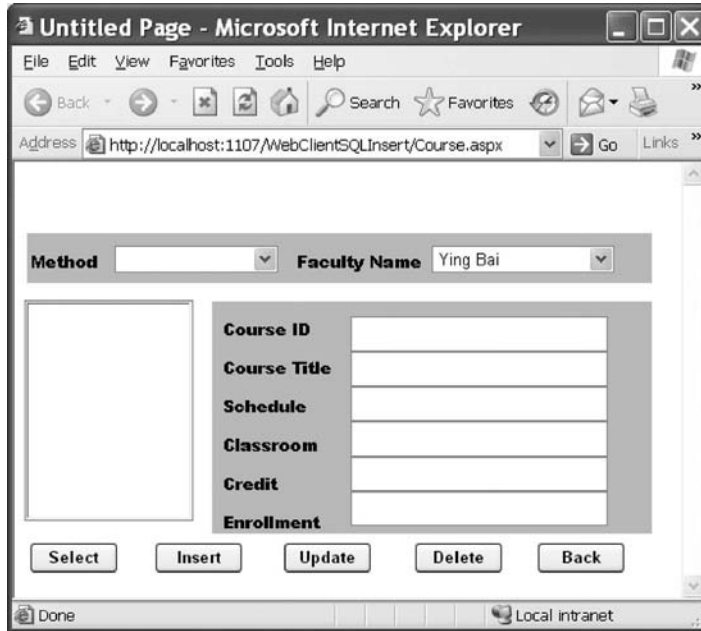 Untitled Page - Microsoft Internet Explorer
File Edit View Favorites Tools Help
Back Search Favorites »
Address http://localhost:1107/WebClientSQLInsert/Course.aspx Go Links »
Method Faculty Name Ying Bai
Course ID
Course Title
Schedule
Classroom
Credit
Enrollment
Select Insert Update Delete Back
Done Local intranet